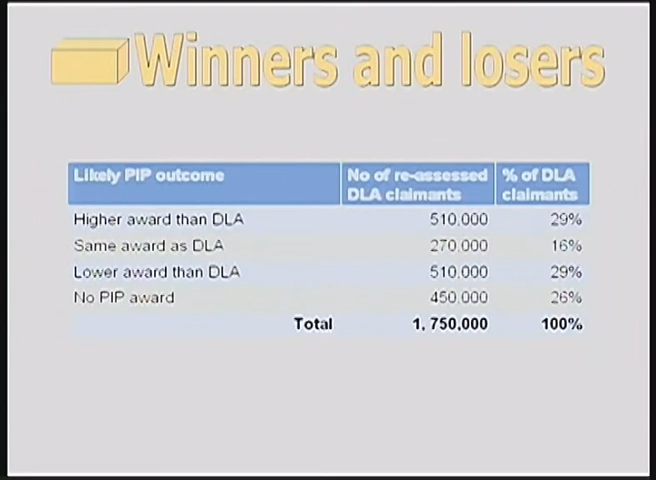 Winners and losers
Likely PIP outcome No of re-assessed DLA claimants % of DLA claimants
Higher award than DLA 510,000 29%
Same award as DLA 270,000 16%
Lower award than DLA 510,000 29%
No PIP award 450,000 26%
Total 1, 750,000 100%